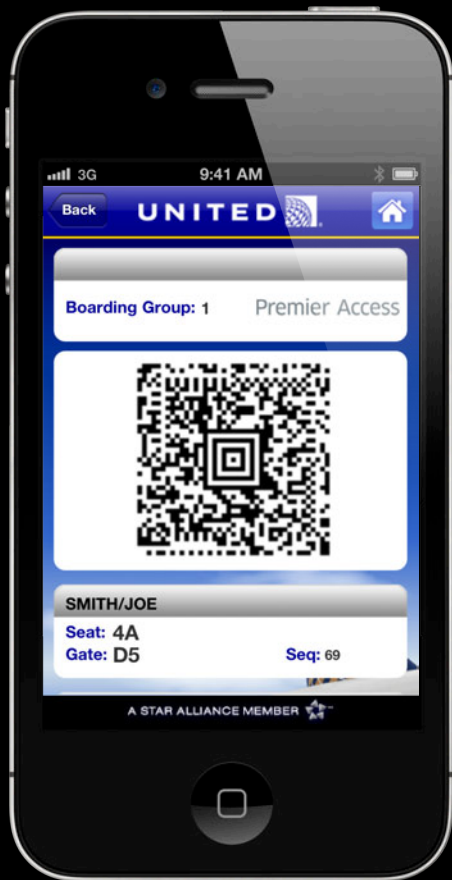 3G 9:41 AM
Back UNITED
Boarding Group: 1 Premier Access
SMITH/JOE
Seat: 4A
Gate: D5 Seq: 69
A STAR ALLIANCE MEMBER